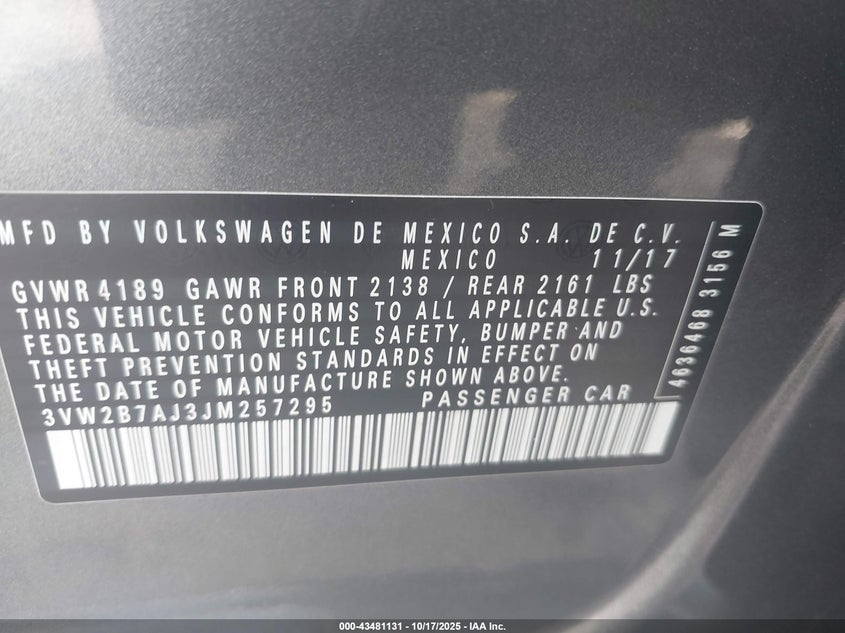 MFD BY VOLKSWAGEN DE MEXICO S.A. DE C.V.
MEXICO 11/17
GVWR 4189 GAWR FRONT 2138 / REAR 2161 LBS
THIS VEHICLE CONFORMS TO ALL APPLICABLE U.S.
FEDERAL MOTOR VEHICLE SAFETY, BUMPER AND
THEFT PREVENTION STANDARDS IN EFFECT ON
THE DATE OF MANUFACTURE SHOWN ABOVE.
3VW2B7AJ3JM257295 PASSENGER CAR
4636468 3156 M
000-43481131 - 10/17/2025 - IAA Inc.